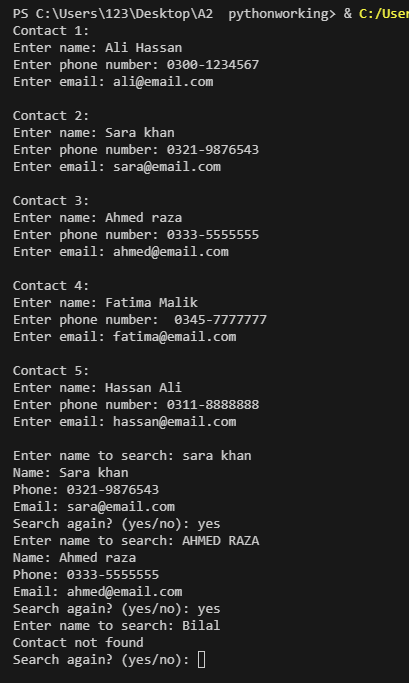 PS C:\Users\123\Desktop\A2  pythonworking> & C:/User
Contact 1:
Enter name: Ali Hassan
Enter phone number: 0300-1234567
Enter email: ali@email.com
Contact 2:
Enter name: Sara khan
Enter phone number: 0321-9876543
Enter email: sara@email.com
Contact 3:
Enter name: Ahmed raza
Enter phone number: 0333-5555555
Enter email: ahmed@email.com
Contact 4:
Enter name: Fatima Malik
Enter phone number:  0345-7777777
Enter email: fatima@email.com
Contact 5:
Enter name: Hassan Ali
Enter phone number: 0311-8888888
Enter email: hassan@email.com
Enter name to search: sara khan
Name: Sara khan
Phone: 0321-9876543
Email: sara@email.com
Search again? (yes/no): yes
Enter name to search: AHMED RAZA
Name: Ahmed raza
Phone: 0333-5555555
Email: ahmed@email.com
Search again? (yes/no): yes
Enter name to search: Bilal
Contact not found
Search again? (yes/no):